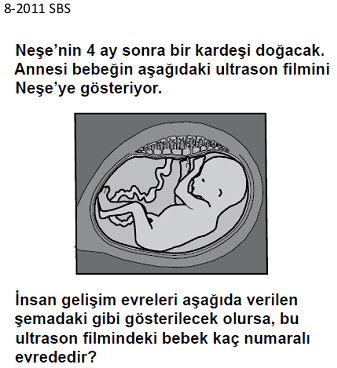 8-2011 SBS
Neşe'nin 4 ay sonra bir kardeşi doğacak.
Annesi bebeğin aşağıdaki ultrason filmini
Neşe'ye gösteriyor.
İnsan gelişim evreleri aşağıda verilen
şemadaki gibi gösterilecek olursa, bu
ultrason filmindeki bebek kaç numaralı
evrededir?